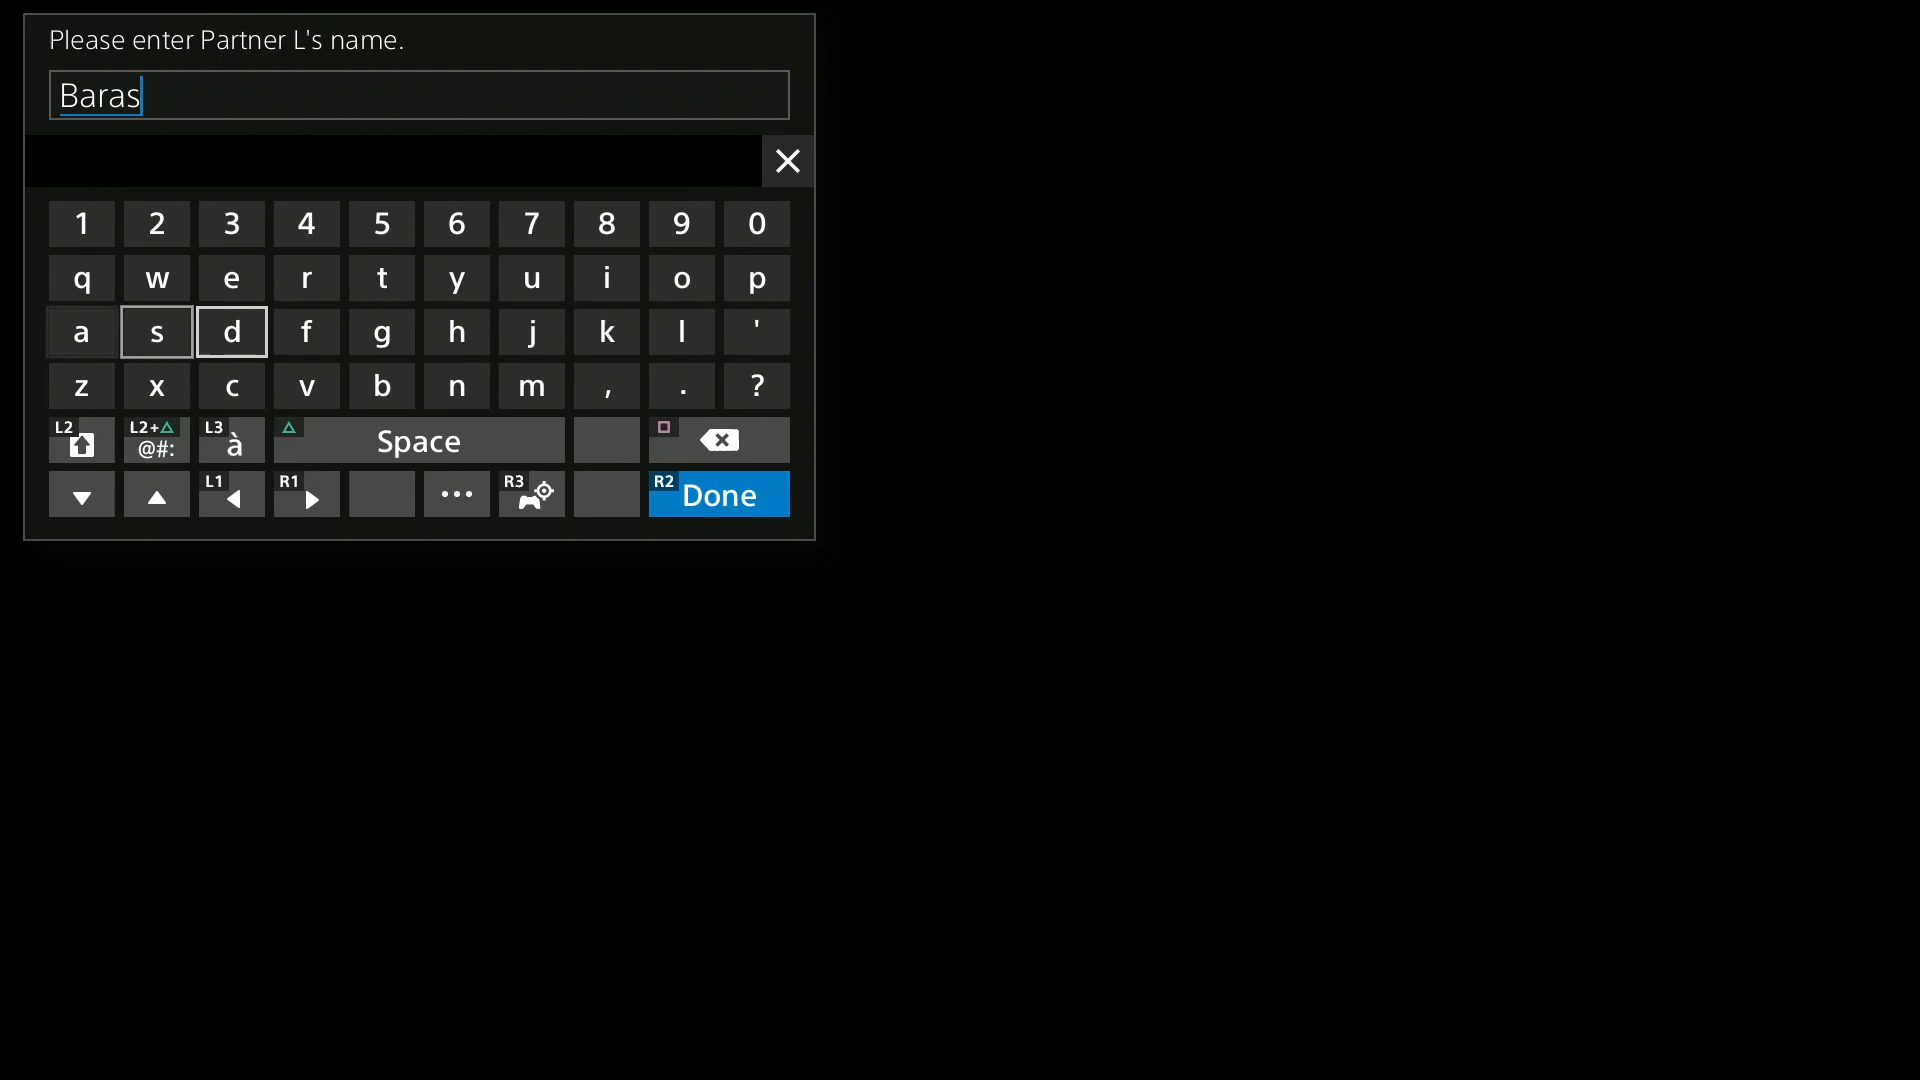 Please enter Partner L's name.
Baras
1 2 3 4 5 6 7 8 9 0
q w e r t y u i o p
a s d f g h j k l '
z x c v b n m , . ?
L2 L2+△ @#: L3 à △ Space □
L1 R1 ... R3 R2 Done